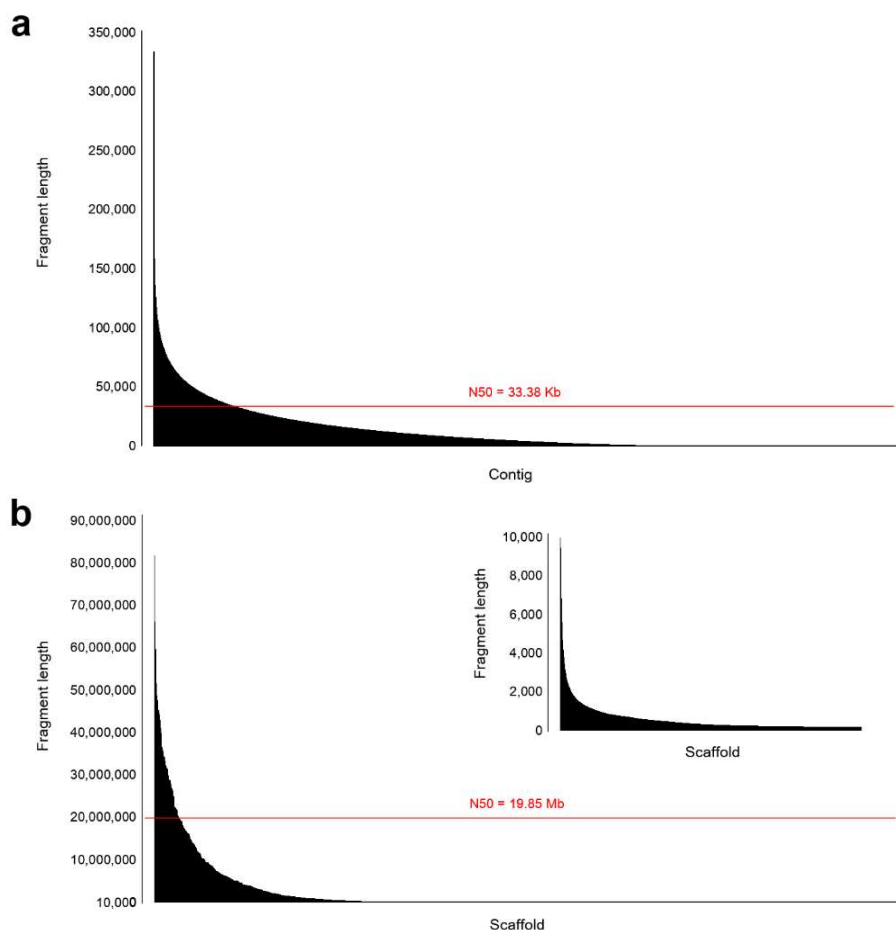 a
350,000
300,000
250,000
200,000
150,000
100,000
50,000
0
Fragment length
N50 = 33.38 Kb
Contig
b
90,000,000
80,000,000
70,000,000
60,000,000
50,000,000
40,000,000
30,000,000
20,000,000
10,000,000
10,000
Fragment length
N50 = 19.85 Mb
Scaffold
10,000
8,000
6,000
4,000
2,000
0
Fragment length
Scaffold